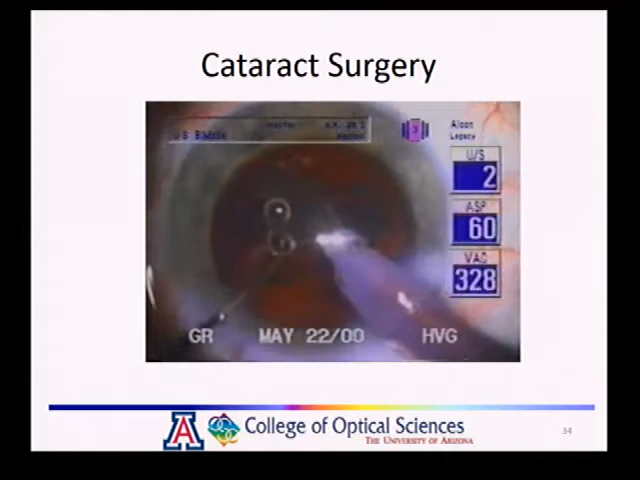 Cataract Surgery
Alcon
Legacy
U/S
2
ASP
60
VAC
328
GR MAY 22/00 HVG
College of Optical Sciences
THE UNIVERSITY OF ARIZONA
34